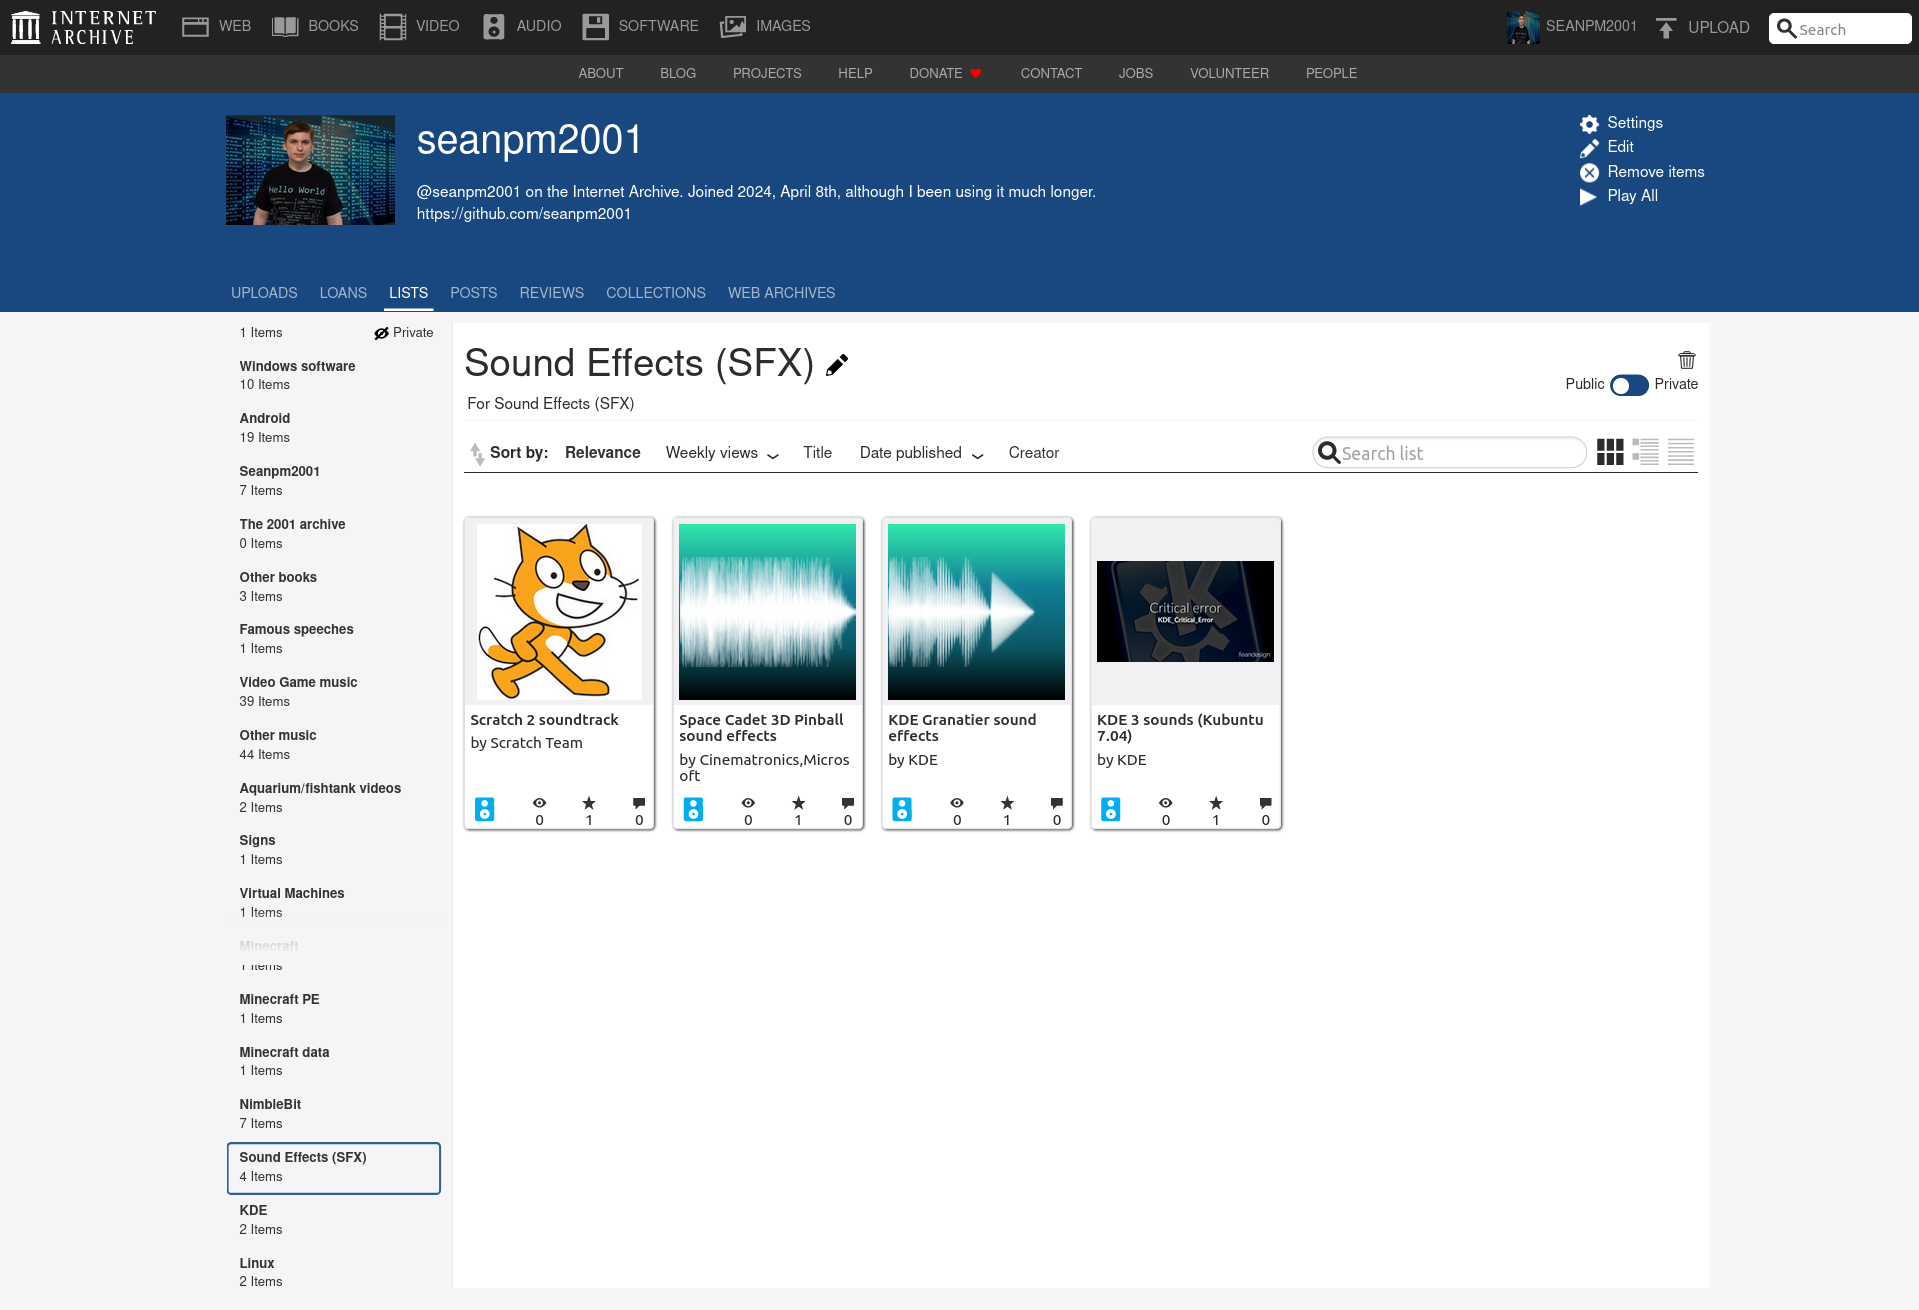 INTERNET
ARCHIVE
WEB BOOKS VIDEO AUDIO SOFTWARE IMAGES SEANPM2001 UPLOAD Search
ABOUT BLOG PROJECTS HELP DONATE CONTACT JOBS VOLUNTEER PEOPLE
Hello World
seanpm2001
@seanpm2001 on the Internet Archive. Joined 2024, April 8th, although I been using it much longer.
https://github.com/seanpm2001
Settings
Edit
Remove items
Play All
UPLOADS LOANS LISTS POSTS REVIEWS COLLECTIONS WEB ARCHIVES
1 Items Private
Windows software
10 Items
Android
19 Items
Seanpm2001
7 Items
The 2001 archive
0 Items
Other books
3 Items
Famous speeches
1 Items
Video Game music
39 Items
Other music
44 Items
Aquarium/fishtank videos
2 Items
Signs
1 Items
Virtual Machines
1 Items
Minecraft
1 Items
Minecraft PE
1 Items
Minecraft data
1 Items
NimbleBit
7 Items
Sound Effects (SFX)
4 Items
KDE
2 Items
Linux
2 Items
Sound Effects (SFX)
Public Private
For Sound Effects (SFX)
Sort by: Relevance Weekly views Title Date published Creator Search list
Scratch 2 soundtrack
by Scratch Team
0 1 0
Space Cadet 3D Pinball
sound effects
by Cinematronics,Micros
oft
0 1 0
KDE Granatier sound
effects
by KDE
0 1 0
Critical error
KDE_Critical_Error
feandesign
KDE 3 sounds (Kubuntu
7.04)
by KDE
0 1 0